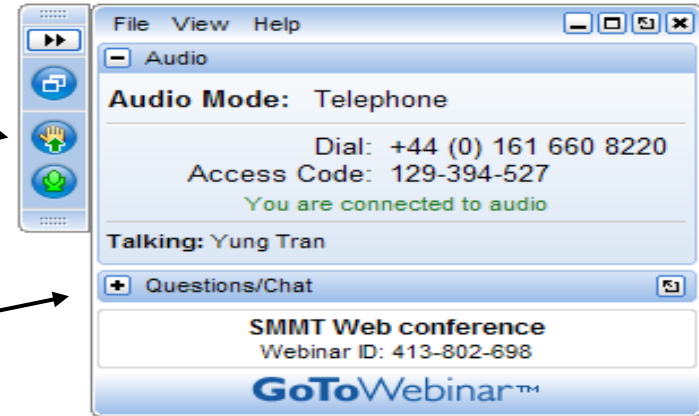 File View Help
Audio
Audio Mode: Telephone
Dial: +44 (0) 161 660 8220
Access Code: 129-394-527
You are connected to audio
Talking: Yung Tran
Questions/Chat
SMMT Web conference
Webinar ID: 413-802-698
GoToWebinar™